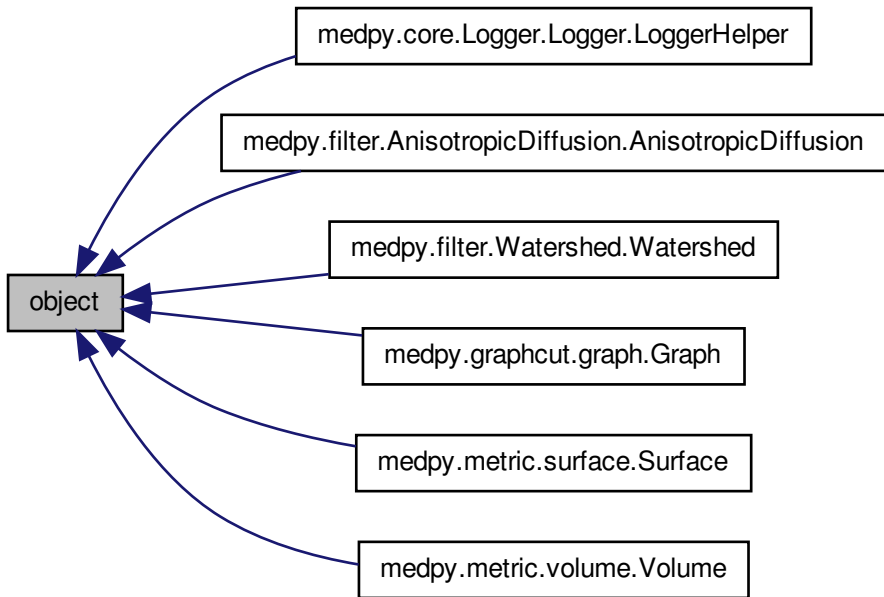 medpy.core.Logger.Logger.LoggerHelper
medpy.filter.AnisotropicDiffusion.AnisotropicDiffusion
medpy.filter.Watershed.Watershed
object
medpy.graphcut.graph.Graph
medpy.metric.surface.Surface
medpy.metric.volume.Volume